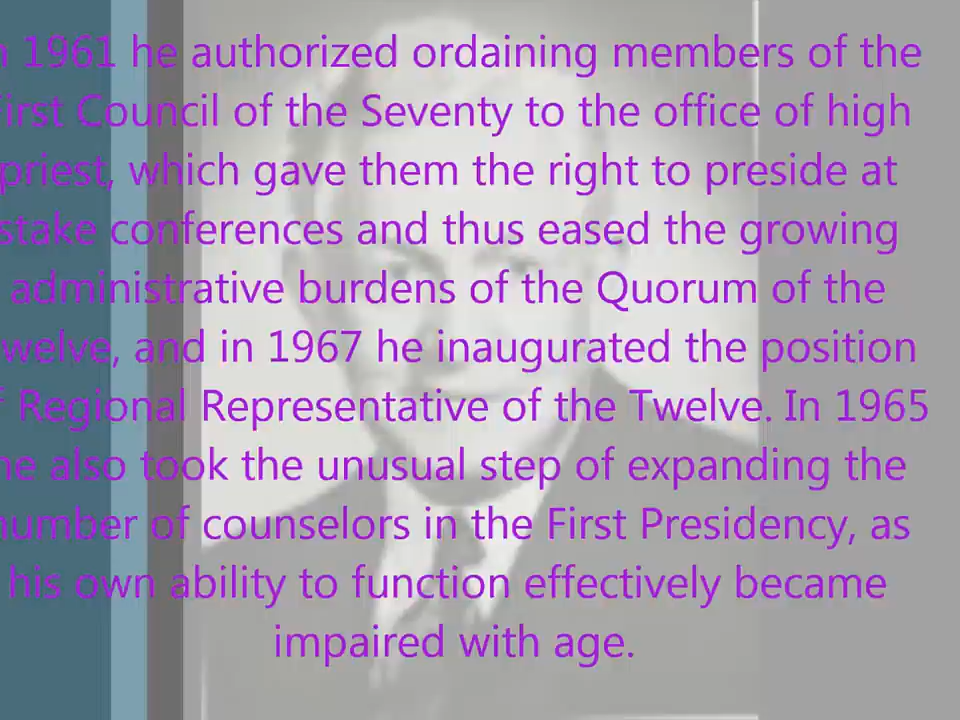 n 1961 he authorized ordaining members of the
First Council of the Seventy to the office of high
priest, which gave them the right to preside at
stake conferences and thus eased the growing
administrative burdens of the Quorum of the
welve, and in 1967 he inaugurated the position
f Regional Representative of the Twelve. In 1965
he also took the unusual step of expanding the
number of counselors in the First Presidency, as
his own ability to function effectively became
impaired with age.